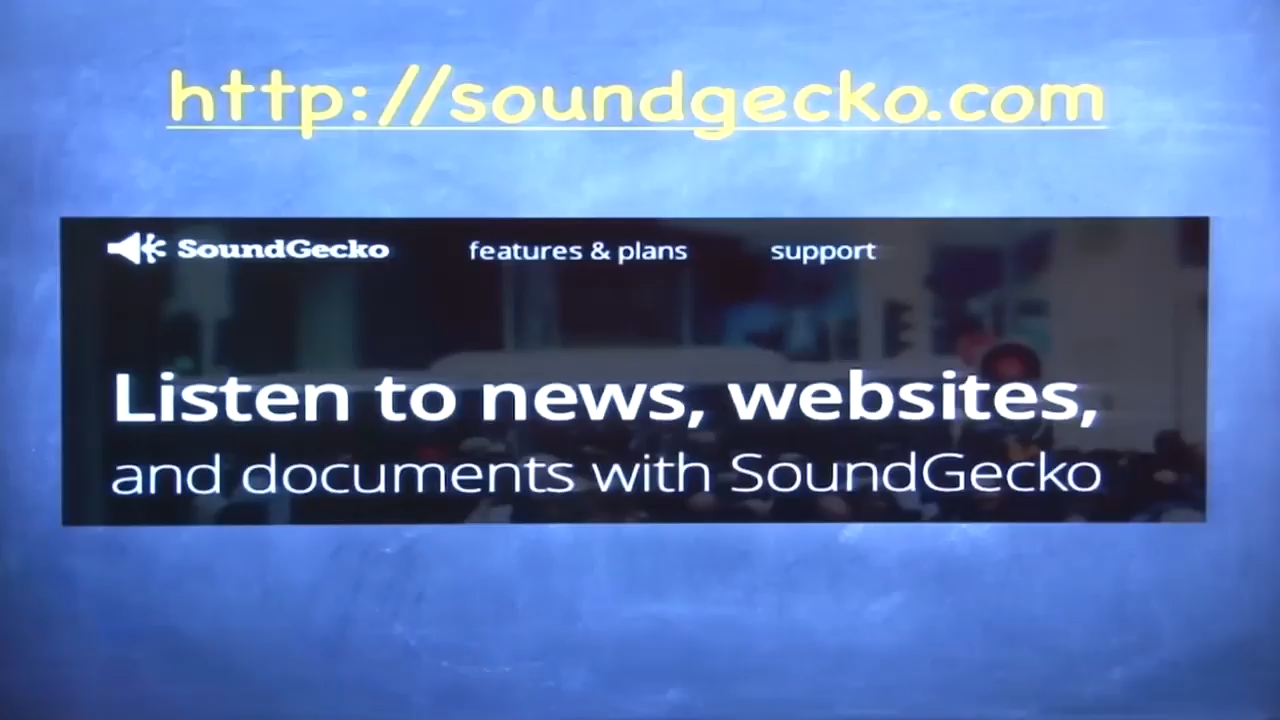 http://soundgecko.com
SoundGecko features & plans support
Listen to news, websites,
and documents with SoundGecko